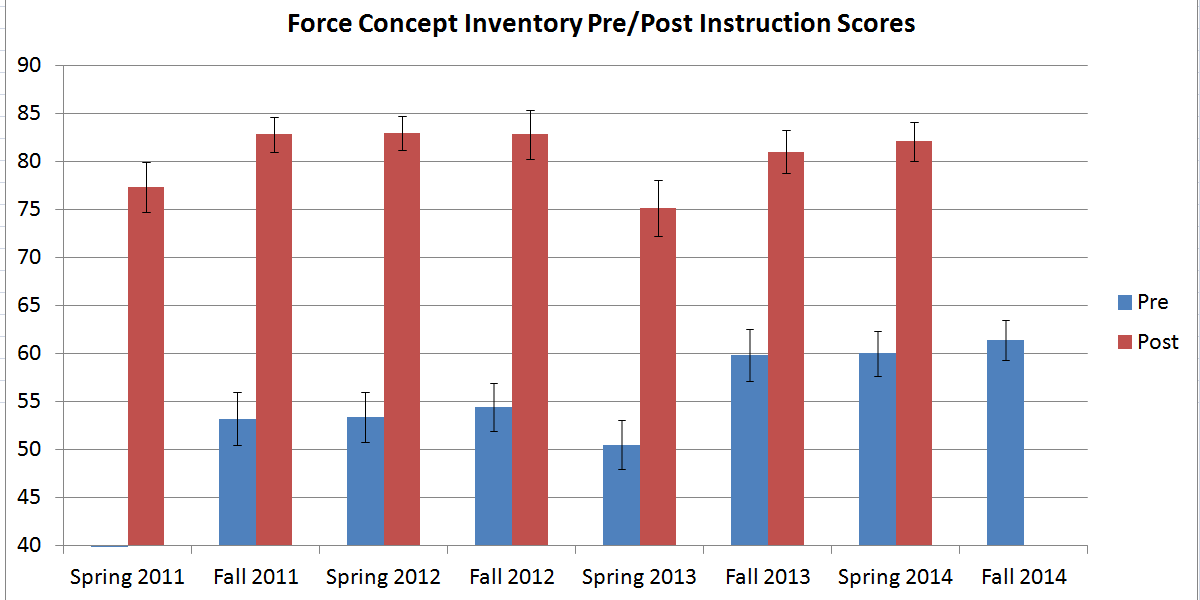 Force Concept Inventory Pre/Post Instruction Scores
90
85
80
75
70
65
60
55
50
45
40
Pre
Post
Spring 2011 Fall 2011 Spring 2012 Fall 2012 Spring 2013 Fall 2013 Spring 2014 Fall 2014